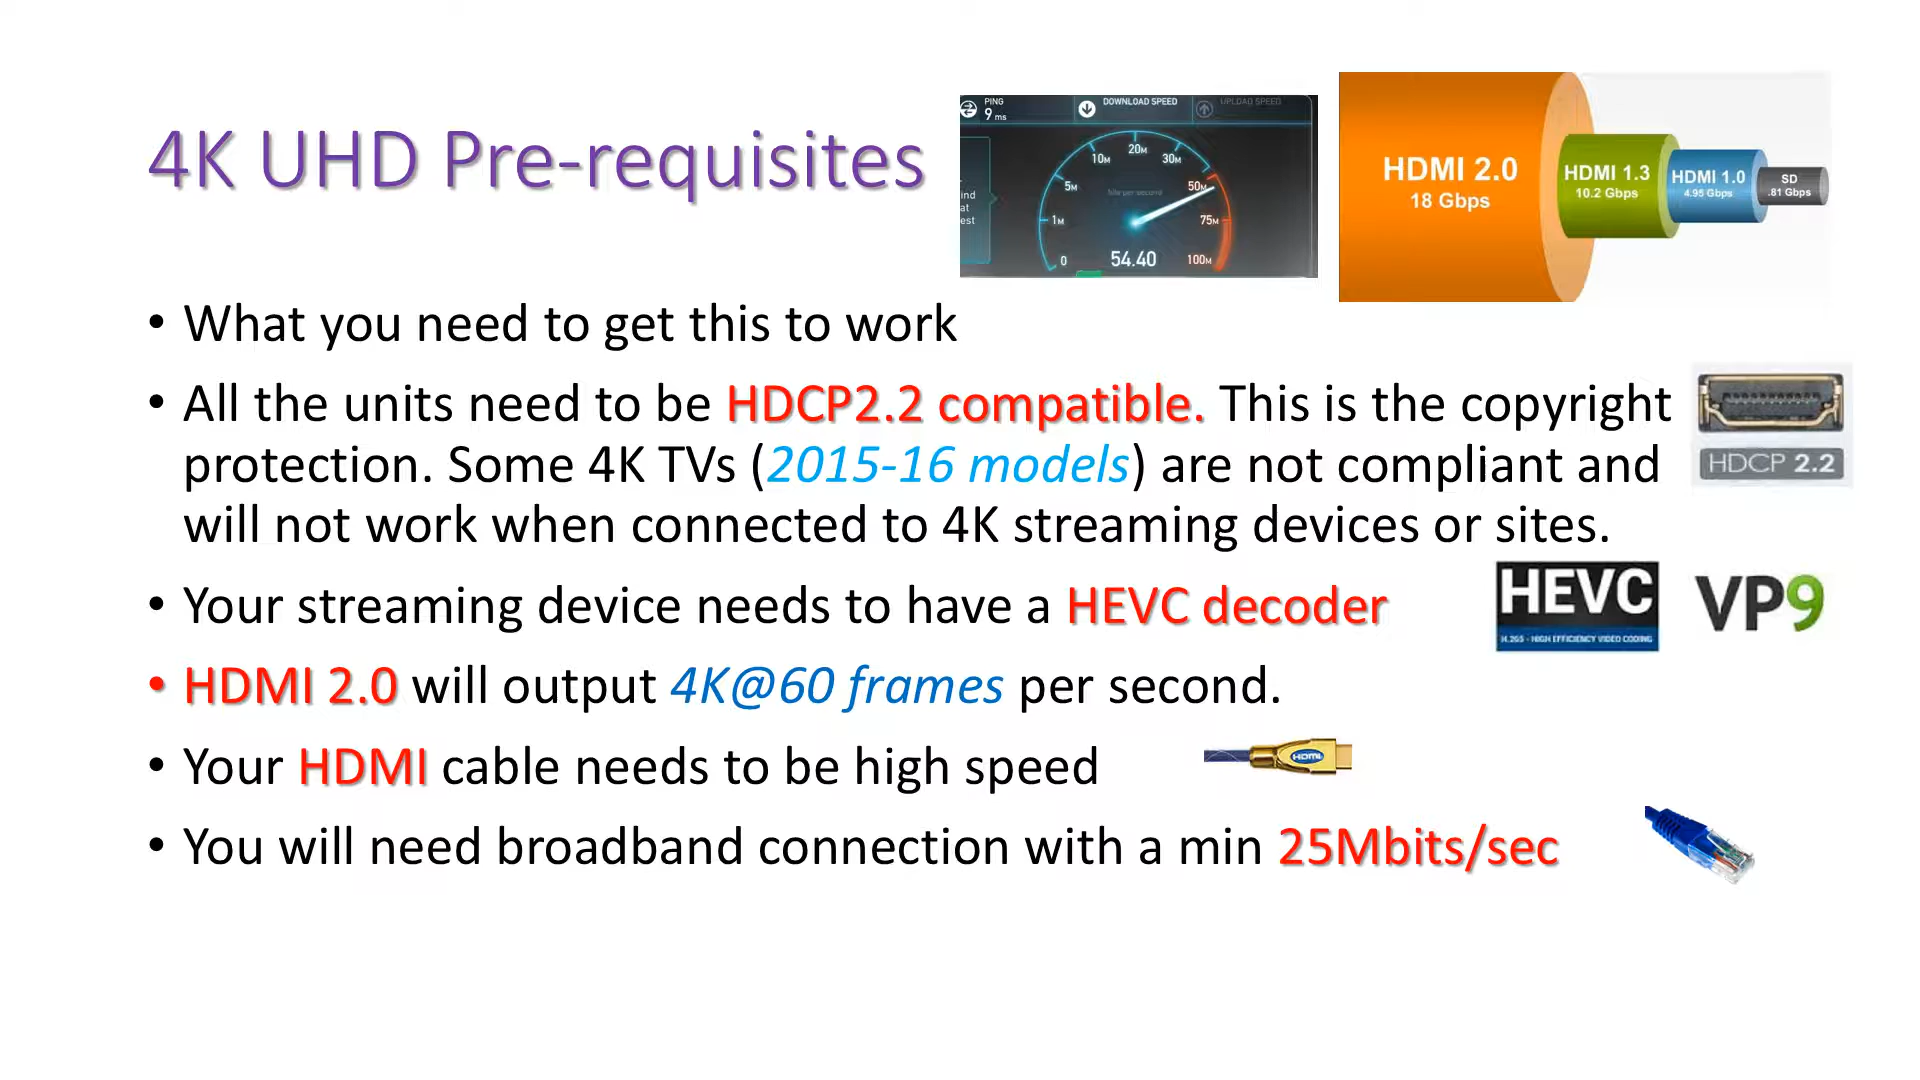 4K UHD Pre-requisites
PING
9 ms
DOWNLOAD SPEED
UPLOAD SPEED
ind
at
est
0
1M
5M
10M
20M
30M
50M
75M
100M
54.40
HDMI 2.0
18 Gbps
HDMI 1.3
10.2 Gbps
HDMI 1.0
4.95 Gbps
SD
.81 Gbps
• What you need to get this to work
• All the units need to be HDCP2.2 compatible. This is the copyright
protection. Some 4K TVs (2015-16 models) are not compliant and
will not work when connected to 4K streaming devices or sites.
HDCP 2.2
• Your streaming device needs to have a HEVC decoder
HEVC
H.265 - HIGH EFFICIENCY VIDEO CODING
VP9
• HDMI 2.0 will output 4K@60 frames per second.
• Your HDMI cable needs to be high speed
HDMI
• You will need broadband connection with a min 25Mbits/sec